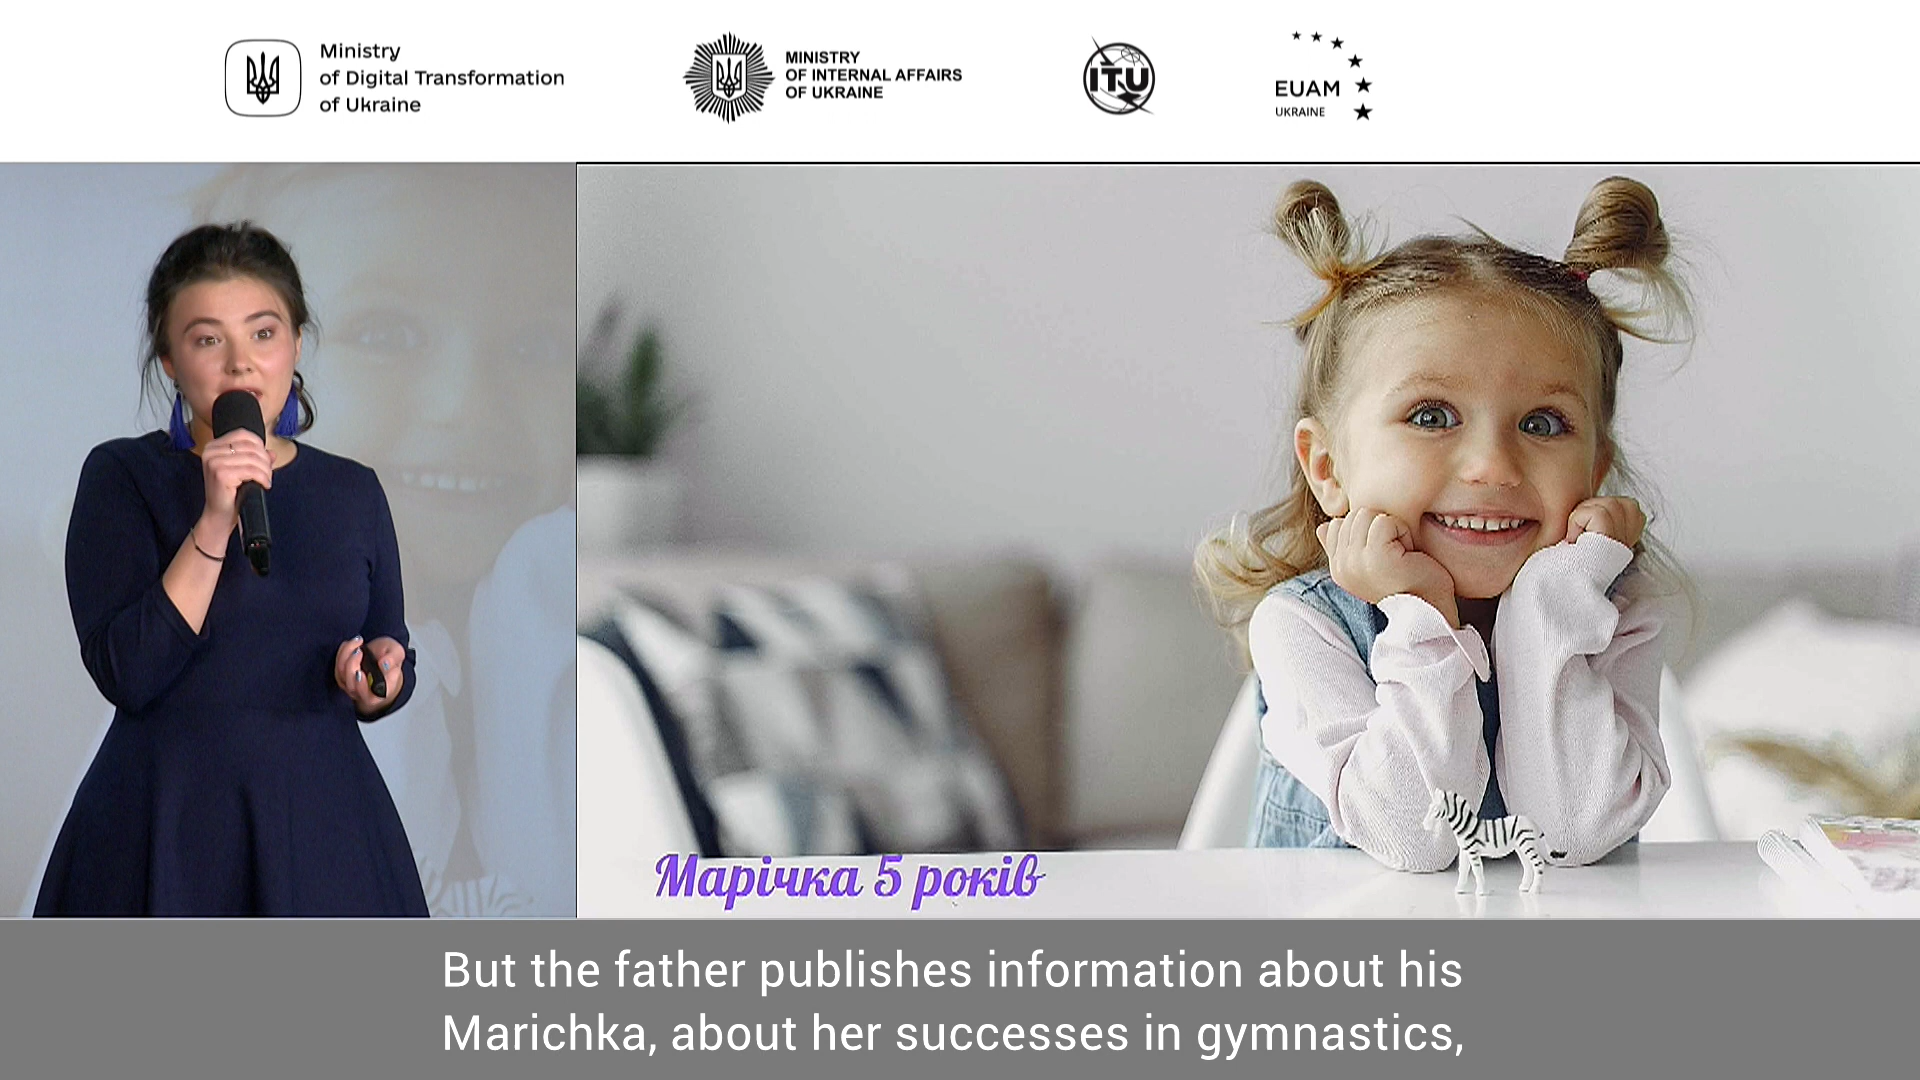 Ministry
of Digital Transformation
of Ukraine
MINISTRY
OF INTERNAL AFFAIRS
OF UKRAINE
ITU
EUAM
UKRAINE
Марічка 5 років
But the father publishes information about his
Marichka, about her successes in gymnastics,